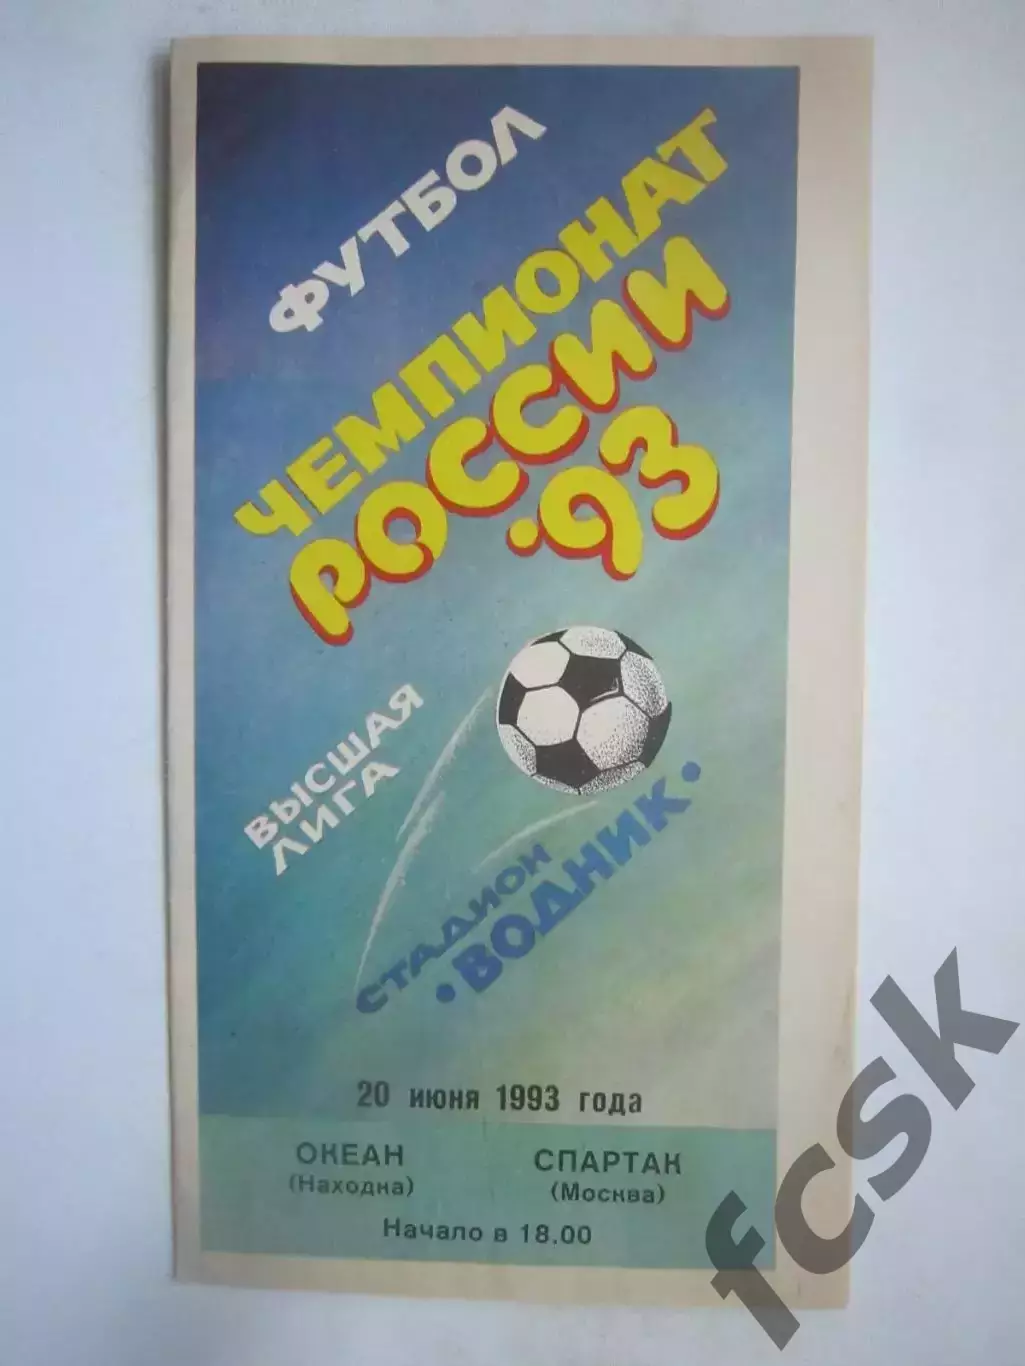 ФУТБОЛ
ЧЕМПИОНАТ
РОССИИ
'93
ВЫСШАЯ
ЛИГА
СТАДИОН
•ВОДНИК•
20 июня 1993 года
ОКЕАН СПАРТАК
(Находка) (Москва)
Начало в 18.00
fcsk